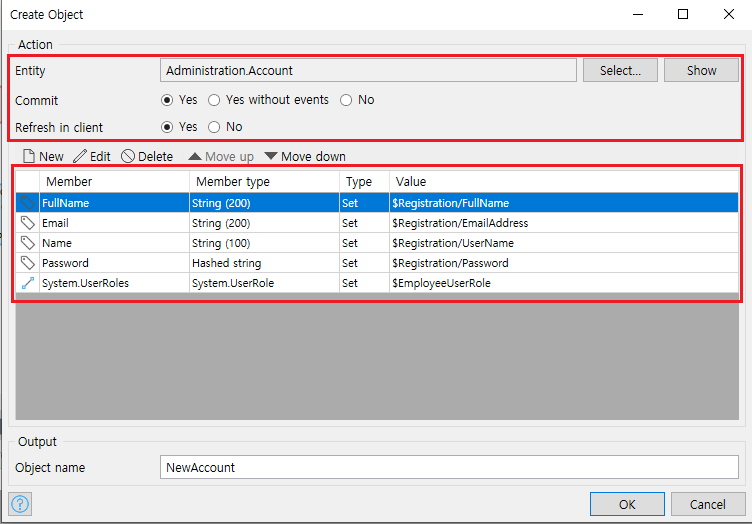 Create Object
Action
Entity Administration.Account Select... Show
Commit Yes Yes without events No
Refresh in client Yes No
New Edit Delete Move up Move down
Member Member type Type Value
FullName String (200) Set $Registration/FullName
Email String (200) Set $Registration/EmailAddress
Name String (100) Set $Registration/UserName
Password Hashed string Set $Registration/Password
System.UserRoles System.UserRole Set $EmployeeUserRole
Output
Object name NewAccount
? OK Cancel